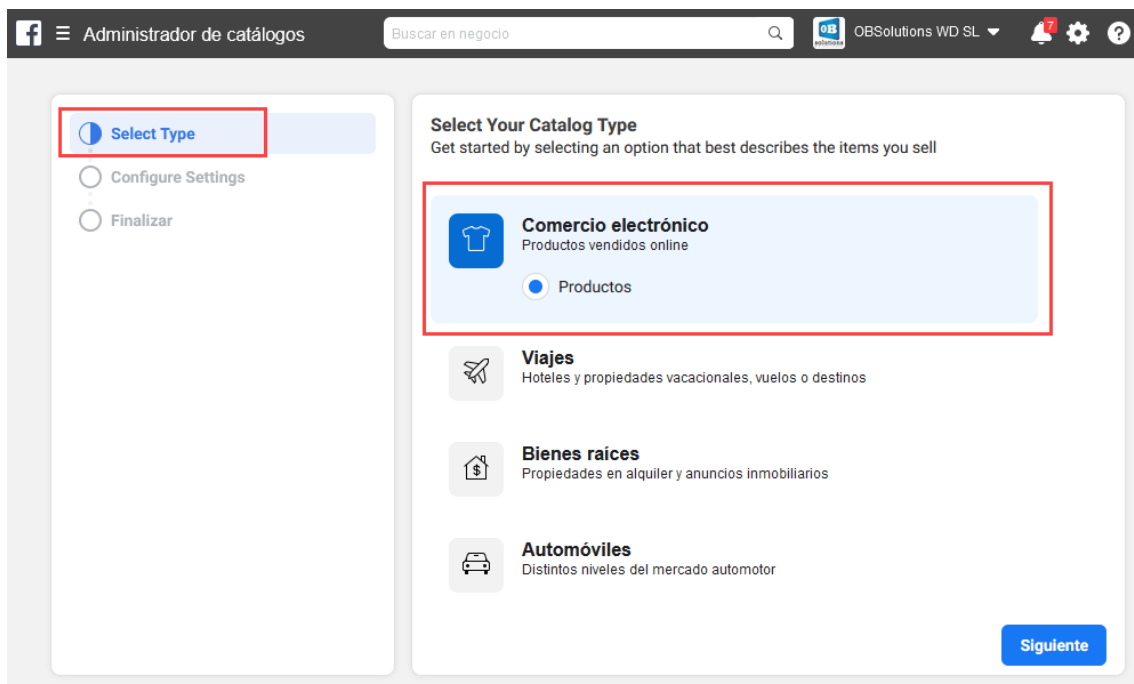 Administrador de catálogos
Buscar en negocio
OB
solutions
OBSolutions WD SL
7
?
Select Type
Configure Settings
Finalizar
Select Your Catalog Type
Get started by selecting an option that best describes the items you sell
Comercio electrónico
Productos vendidos online
Productos
Viajes
Hoteles y propiedades vacacionales, vuelos o destinos
Bienes raíces
Propiedades en alquiler y anuncios inmobiliarios
Automóviles
Distintos niveles del mercado automotor
Siguiente